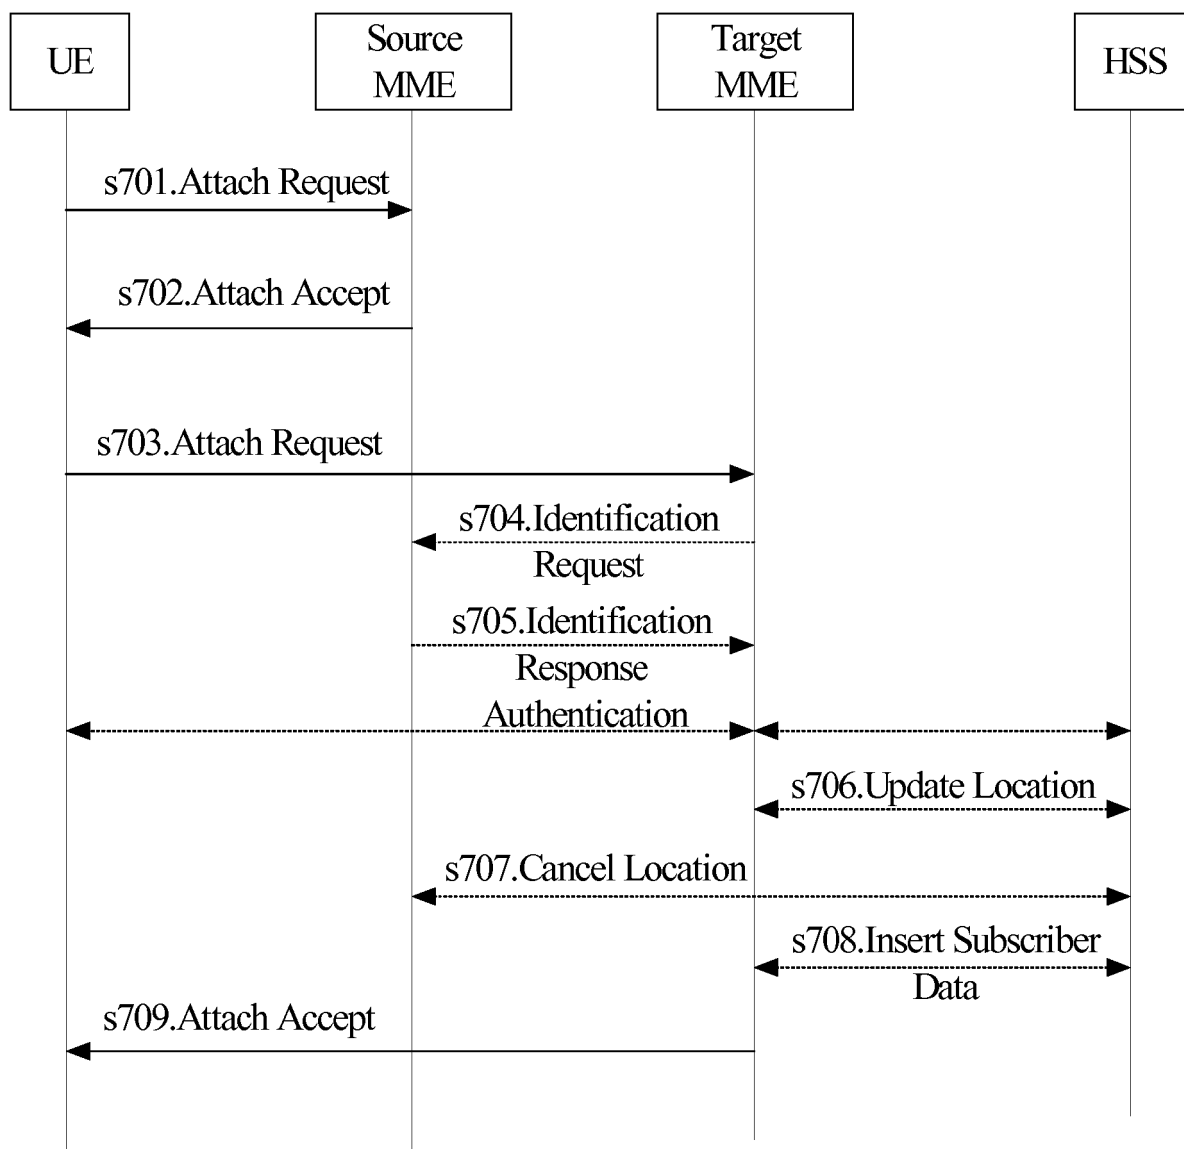 UE
Source
MME
Target
MME
HSS
s701.Attach Request
s702.Attach Accept
s703.Attach Request
s704.Identification
Request
s705.Identification
Response
Authentication
s706.Update Location
s707.Cancel Location
s708.Insert Subscriber
Data
s709.Attach Accept